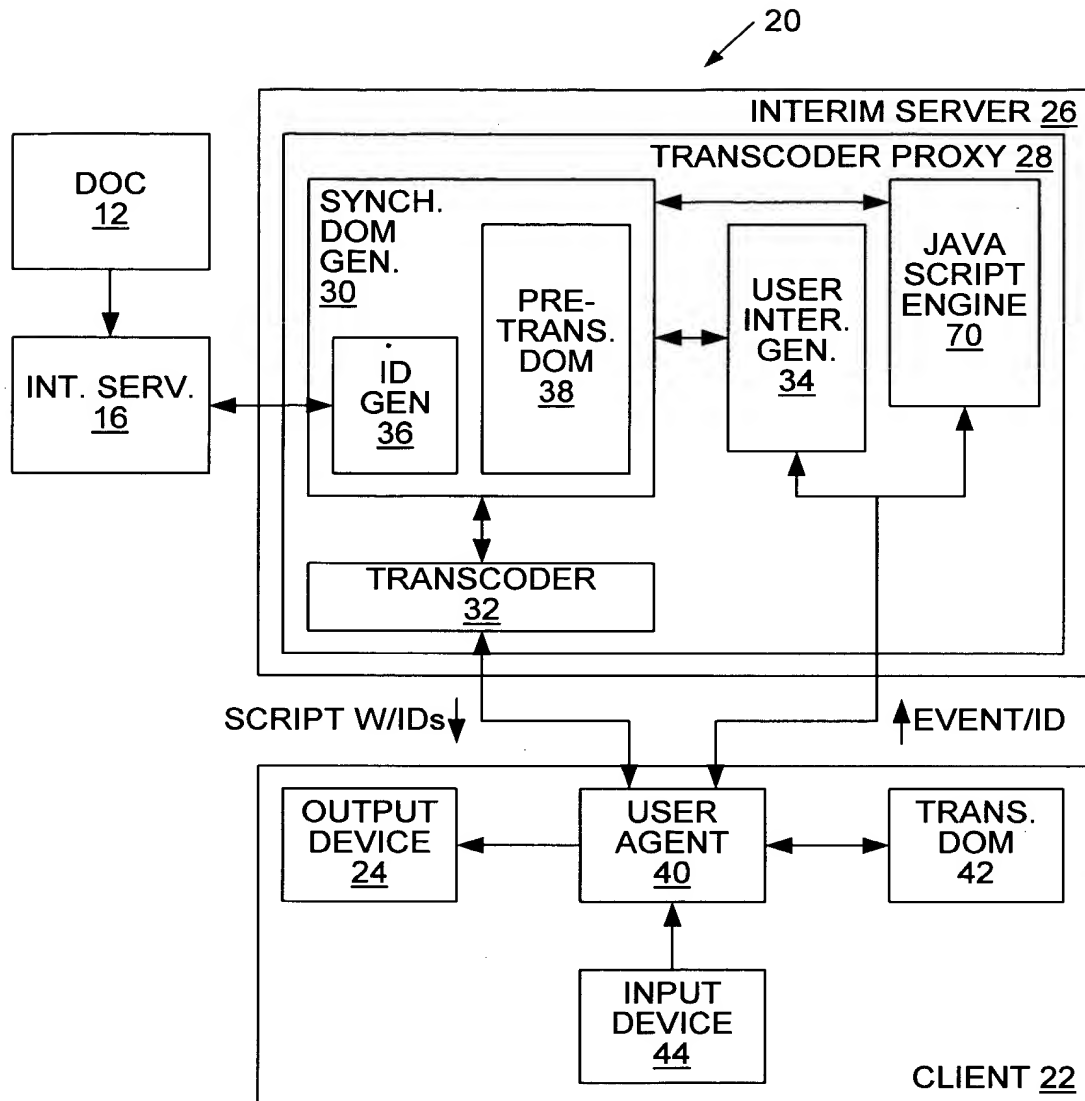 20
INTERIM SERVER 26
TRANSCODER PROXY 28
DOC
12
INT. SERV.
16
SYNCH.
DOM
GEN.
30
ID
GEN
36
PRE-
TRANS.
DOM
38
USER
INTER.
GEN.
34
JAVA
SCRIPT
ENGINE
70
TRANSCODER
32
SCRIPT W/IDs
EVENT/ID
OUTPUT
DEVICE
24
USER
AGENT
40
TRANS.
DOM
42
INPUT
DEVICE
44
CLIENT 22